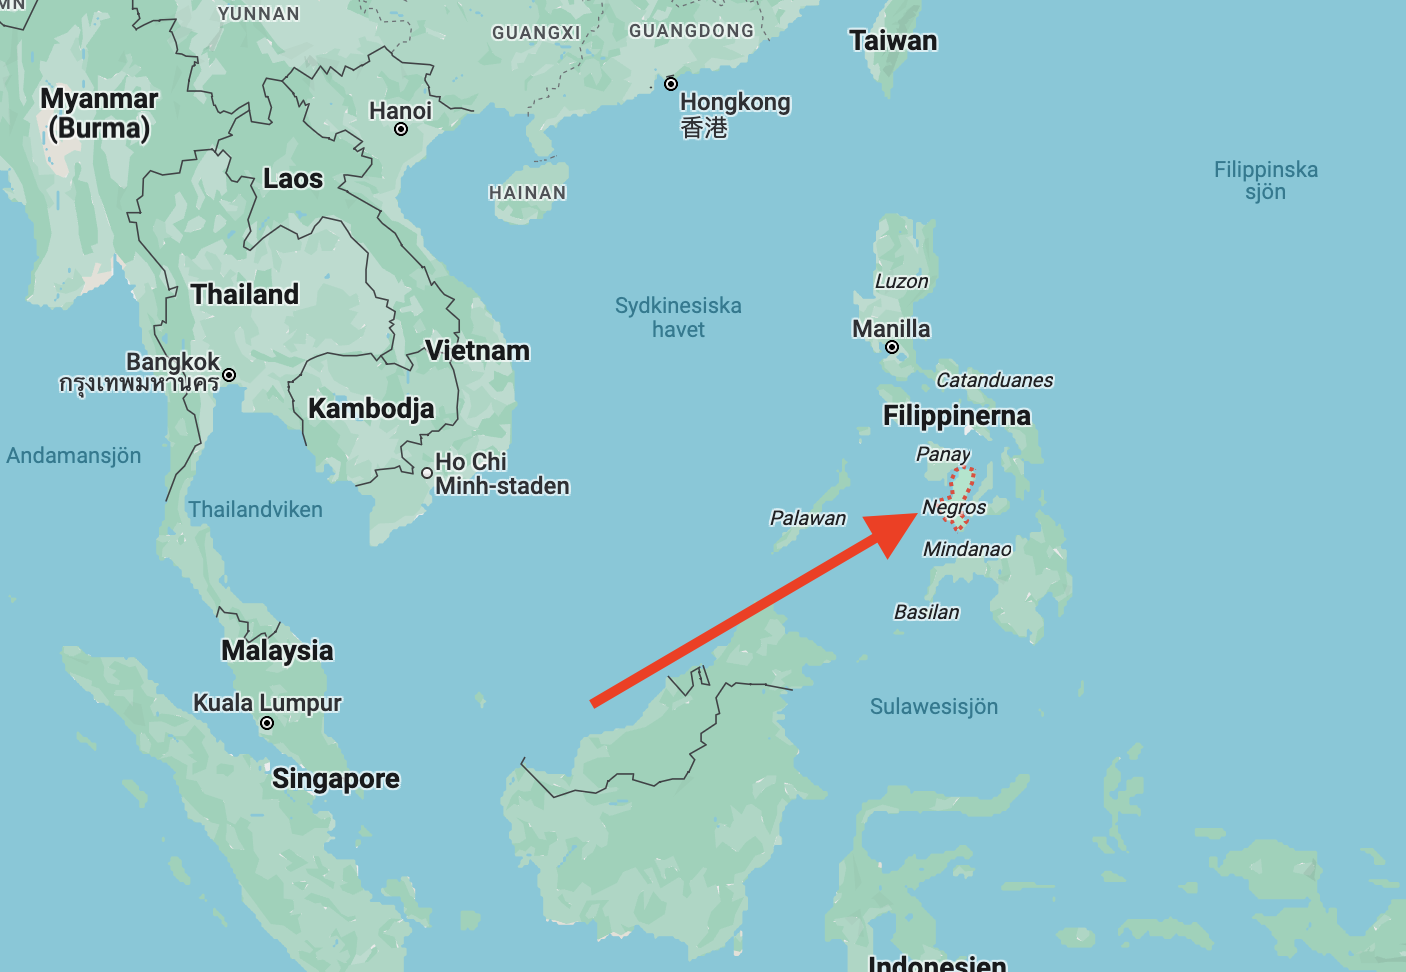 MN
YUNNAN
GUANGXI
GUANGDONG
Taiwan
Myanmar
(Burma)
Hanoi
Hongkong
香港
Laos
HAINAN
Filippinska
sjön
Luzon
Thailand
Sydkinesiska
havet
Manilla
Vietnam
Bangkok
กรุงเทพมหานคร
Catanduanes
Kambodja
Filippinerna
Andamansjön
Panay
Ho Chi
Minh-staden
Thailandviken
Negros
Palawan
Mindanao
Basilan
Malaysia
Kuala Lumpur
Sulawesisjön
Singapore
Indonesien